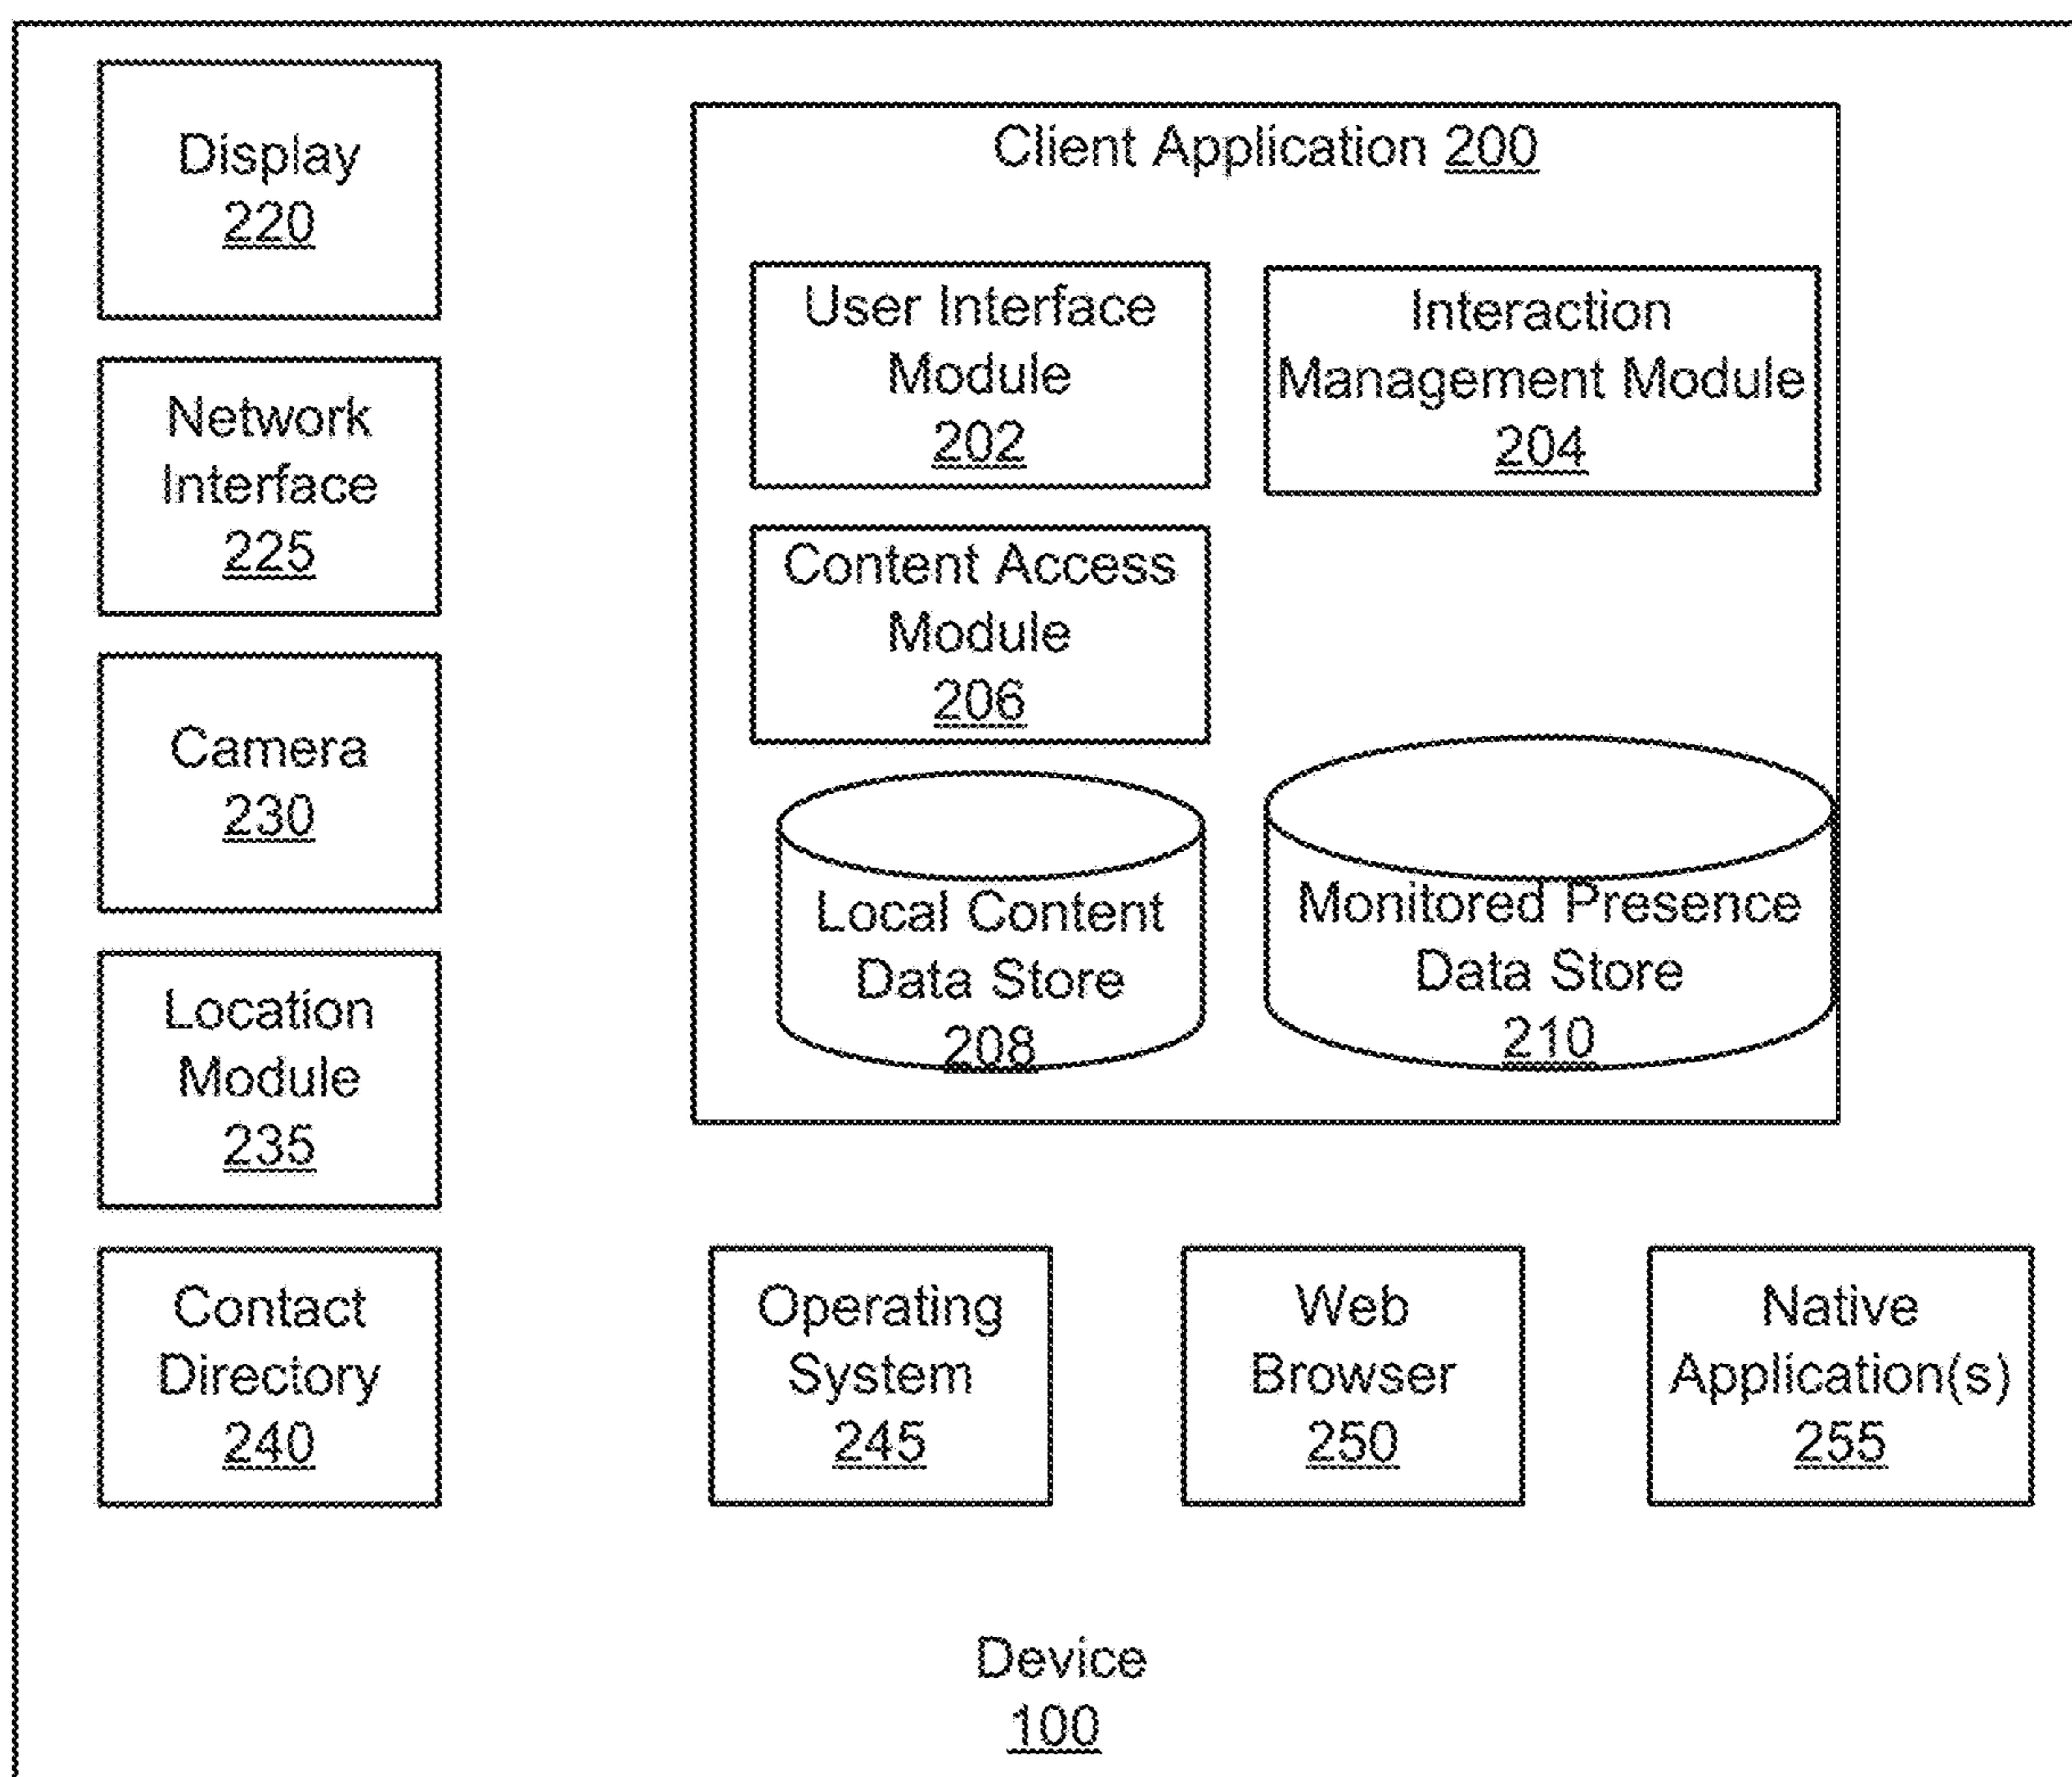 Display
220
Network
Interface
225
Camera
230
Location
Module
235
Contact
Directory
240
Client Application 200
User Interface
Module
202
Interaction
Management Module
204
Content Access
Module
206
Local Content
Data Store
208
Monitored Presence
Data Store
210
Operating
System
245
Web
Browser
250
Native
Application(s)
255
Device
100